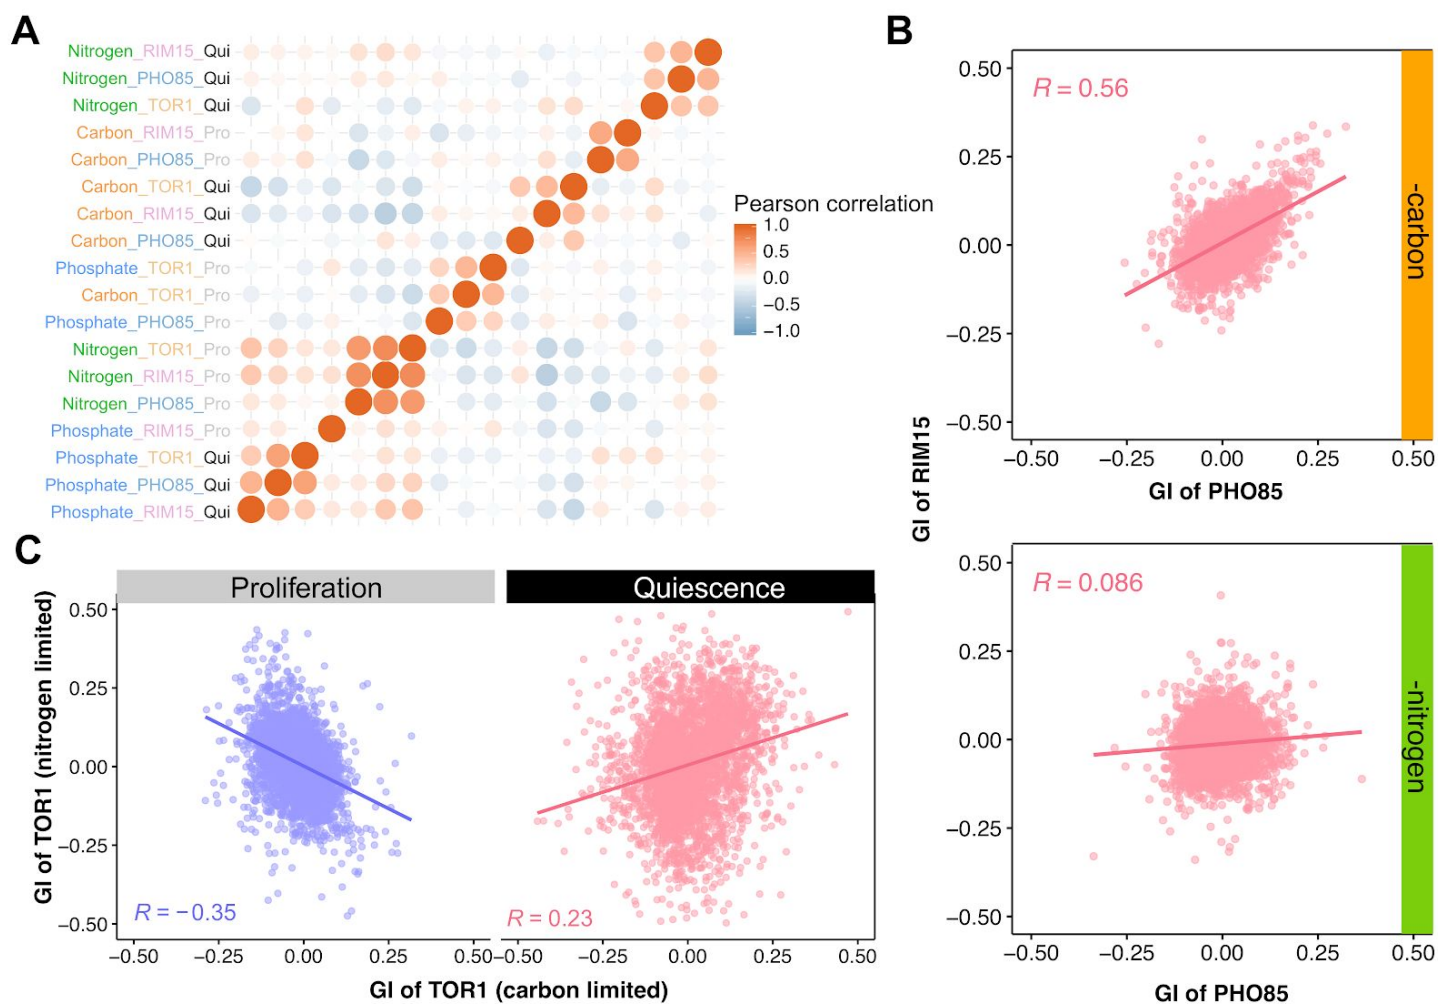 A
Nitrogen_RIM15_Qui
Nitrogen_PHO85_Qui
Nitrogen_TOR1_Qui
Carbon_RIM15_Pro
Carbon_PHO85_Pro
Carbon_TOR1_Qui
Carbon_RIM15_Qui
Carbon_PHO85_Qui
Phosphate_TOR1_Pro
Carbon_TOR1_Pro
Phosphate_PHO85_Pro
Nitrogen_TOR1_Pro
Nitrogen_RIM15_Pro
Nitrogen_PHO85_Pro
Phosphate_RIM15_Pro
Phosphate_TOR1_Qui
Phosphate_PHO85_Qui
Phosphate_RIM15_Qui
Pearson correlation
1.0
0.5
0.0
−0.5
−1.0
B
GI of RIM15
R = 0.56
0.50
0.25
0.00
−0.25
−0.50
−0.50 −0.25 0.00 0.25 0.50
GI of PHO85
-carbon
R = 0.086
0.50
0.25
0.00
−0.25
−0.50
−0.50 −0.25 0.00 0.25 0.50
GI of PHO85
-nitrogen
C
Proliferation
Quiescence
GI of TOR1 (nitrogen limited)
0.50
0.25
0.00
−0.25
−0.50
R = −0.35
R = 0.23
−0.50 −0.25 0.00 0.25 0.50 −0.50 −0.25 0.00 0.25 0.50
GI of TOR1 (carbon limited)